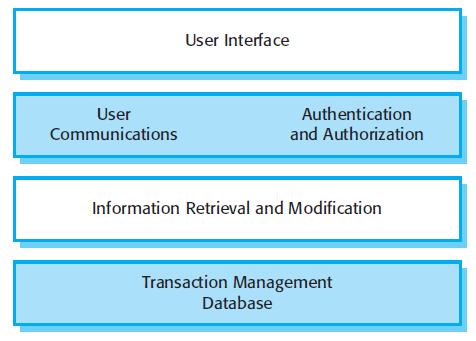 User Interface
User
Communications
Authentication
and Authorization
Information Retrieval and Modification
Transaction Management
Database